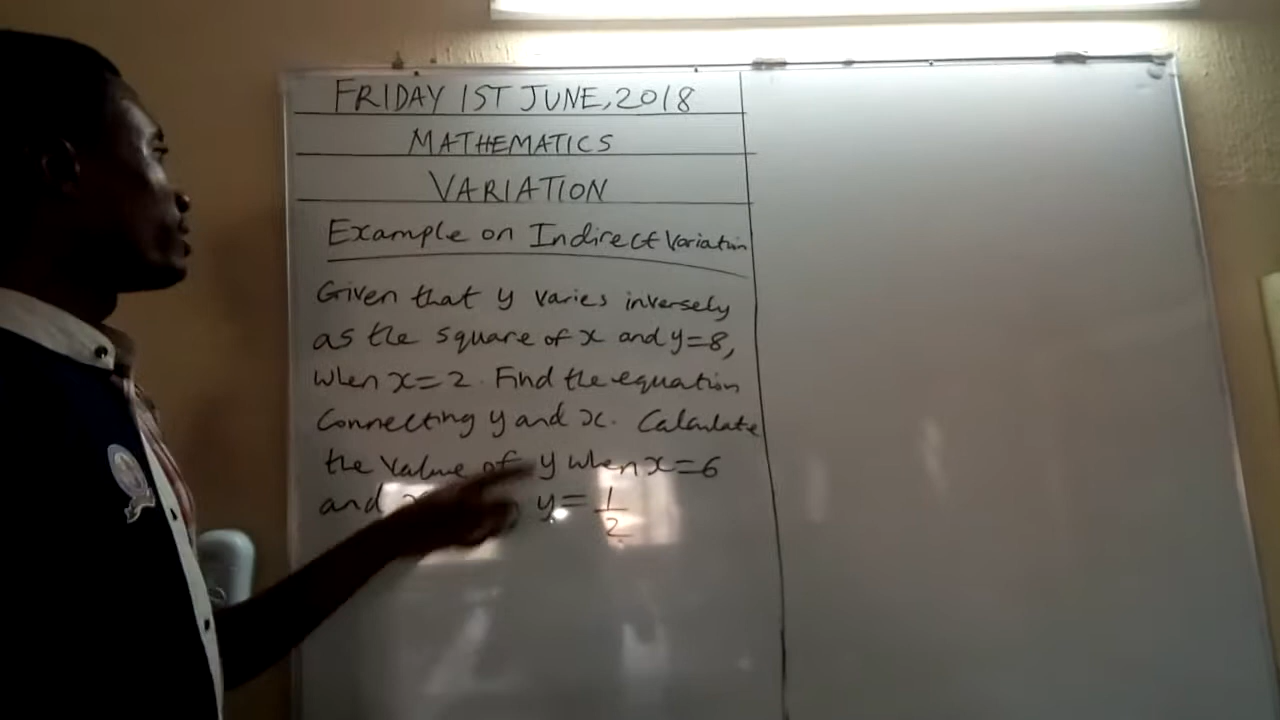 FRIDAY 1ST JUNE, 2018
MATHEMATICS
VARIATION
Example on Indirect Variation
Given that y varies inversely
as the square of x and y=8,
when x=2. Find the equation
Connecting y and x. Calculate
the value of y when x=6
and y=1/2